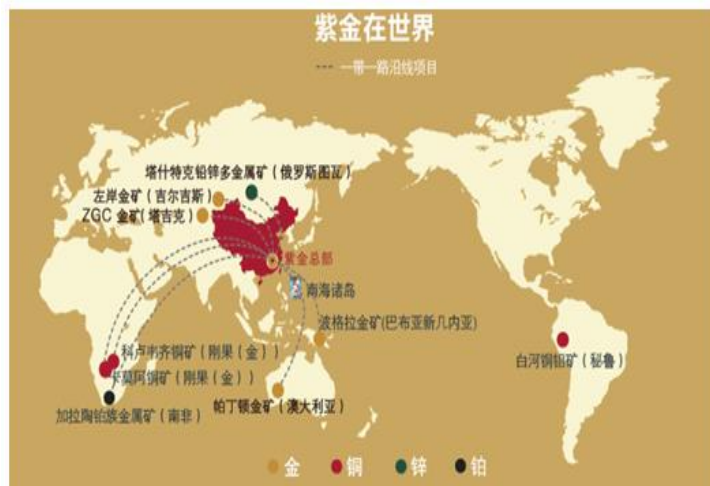 紫金在世界
--- 一带一路沿线项目
塔什特克铅锌多金属矿（俄罗斯图瓦）
左岸金矿（吉尔吉斯）
ZGC 金矿（塔吉克）
紫金总部
南海诸岛
波格拉金矿(巴布亚新几内亚)
科卢韦齐铜矿（刚果（金））
卡莫阿铜矿（刚果（金））
白河铜钼矿（秘鲁）
加拉陶铂族金属矿（南非）
帕丁顿金矿（澳大利亚）
金 铜 锌 铂